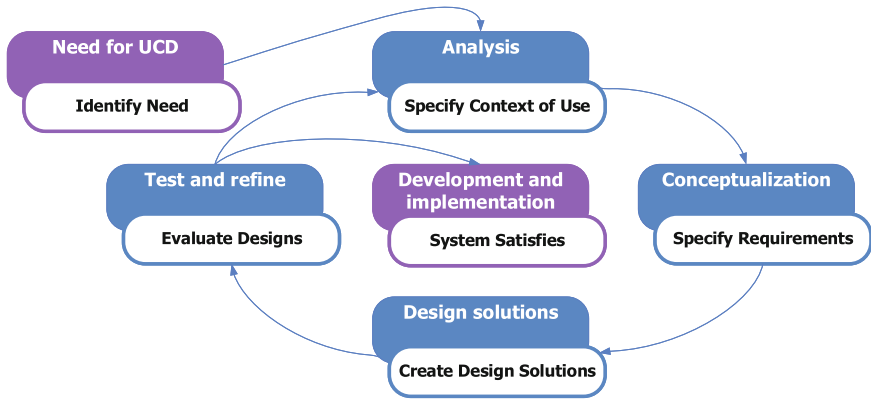 Need for UCD
Identify Need
Analysis
Specify Context of Use
Test and refine
Evaluate Designs
Development and
implementation
System Satisfies
Conceptualization
Specify Requirements
Design solutions
Create Design Solutions